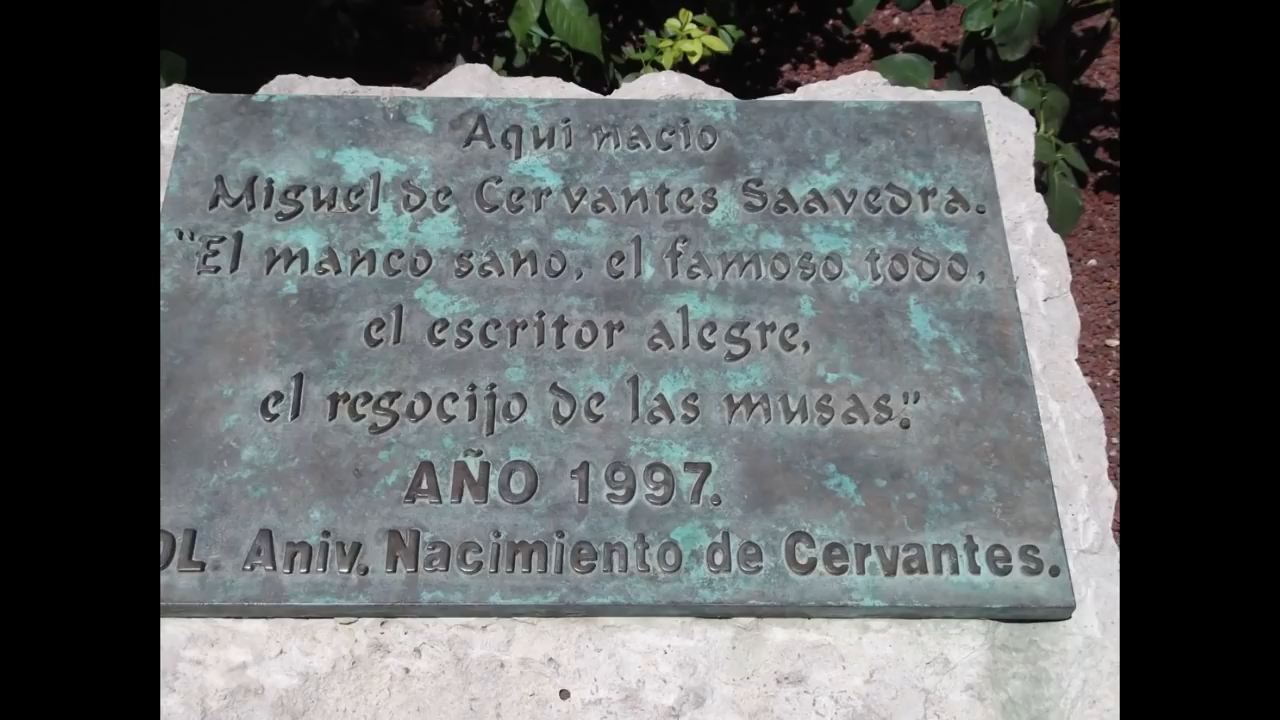 Aqui nacio
Miguel de Cervantes Saavedra.
"El manco sano, el famoso todo,
el escritor alegre,
el regocijo de las musas."
AÑO 1997.
DL Aniv. Nacimiento de Cervantes.